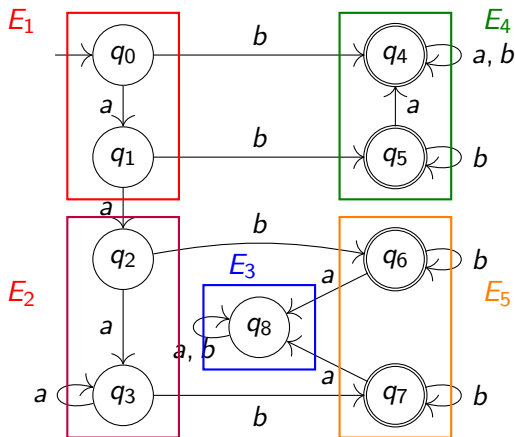 E₁ E₄
q₀ b q₄ a, b
a a
q₁ b q₅ b
a
q₂ b q₆ b
E₃ a
E₂ a q₈ E₅
a, b
a q₃ a q₇ b
b